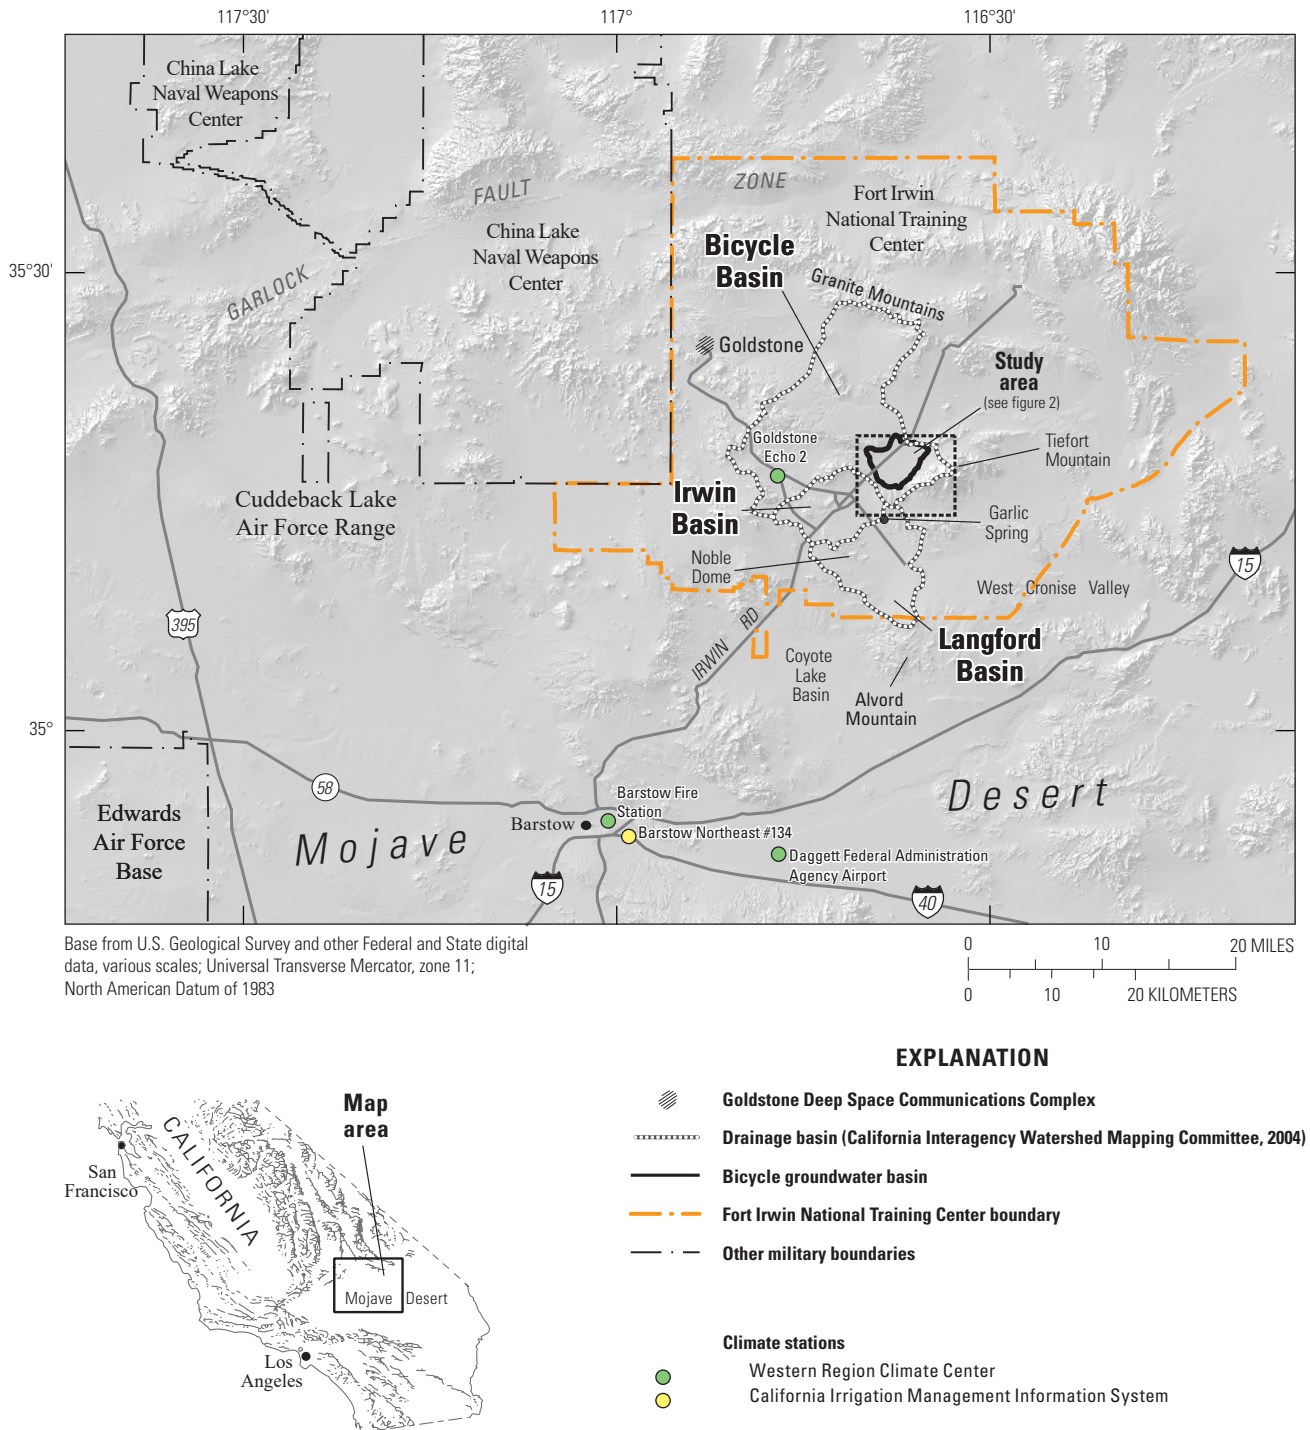 117°30'
117°
116°30'
China Lake
Naval Weapons
Center
FAULT
ZONE
Fort Irwin
National Training
Center
China Lake
Naval Weapons
Center
Bicycle
Basin
35°30'
GARLOCK
Granite Mountains
Goldstone
Study
area
(see figure 2)
Goldstone
Echo 2
Tiefort
Mountain
Cuddeback Lake
Air Force Range
Irwin
Basin
Garlic
Spring
Noble
Dome
15
West Cronise Valley
395
IRWIN RD
Langford
Basin
Coyote
Lake
Basin
Alvord
Mountain
35°
58
Edwards
Air Force
Base
Mojave
Desert
Barstow Fire
Station
Barstow
Barstow Northeast #134
Daggett Federal Administration
Agency Airport
15
40
Base from U.S. Geological Survey and other Federal and State digital
data, various scales; Universal Transverse Mercator, zone 11;
North American Datum of 1983
0 10 20 MILES
0 10 20 KILOMETERS
EXPLANATION
Goldstone Deep Space Communications Complex
Drainage basin (California Interagency Watershed Mapping Committee, 2004)
Bicycle groundwater basin
Fort Irwin National Training Center boundary
Other military boundaries
Climate stations
Western Region Climate Center
California Irrigation Management Information System
Map
area
CALIFORNIA
San
Francisco
Mojave Desert
Los
Angeles